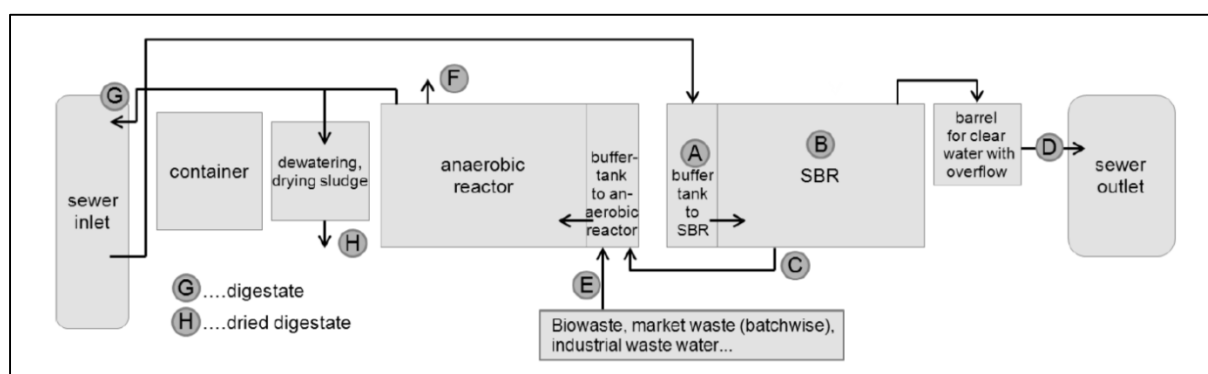 sewer
inlet
G
container
dewatering,
drying sludge
H
G ....digestate
H ....dried digestate
F
anaerobic
reactor
buffer-
tank
to an-
aerobic
reactor
E
Biowaste, market waste (batchwise),
industrial waste water...
A
buffer
tank
to
SBR
B
SBR
C
barrel
for clear
water with
overflow
D
sewer
outlet